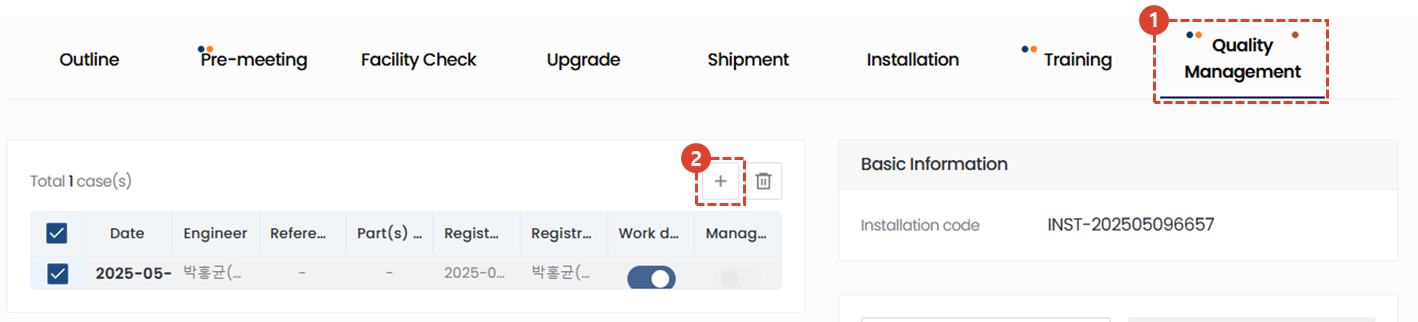 1
Outline
Pre-meeting
Facility Check
Upgrade
Shipment
Installation
Training
Quality
Management
2
Total 1 case(s)
+
Date
Engineer
Refere...
Part(s) ...
Regist...
Registr...
Work d...
Manag...
2025-05-
박홍균(...
-
-
2025-0...
박홍균(...
Basic Information
Installation code
INST-202505096657